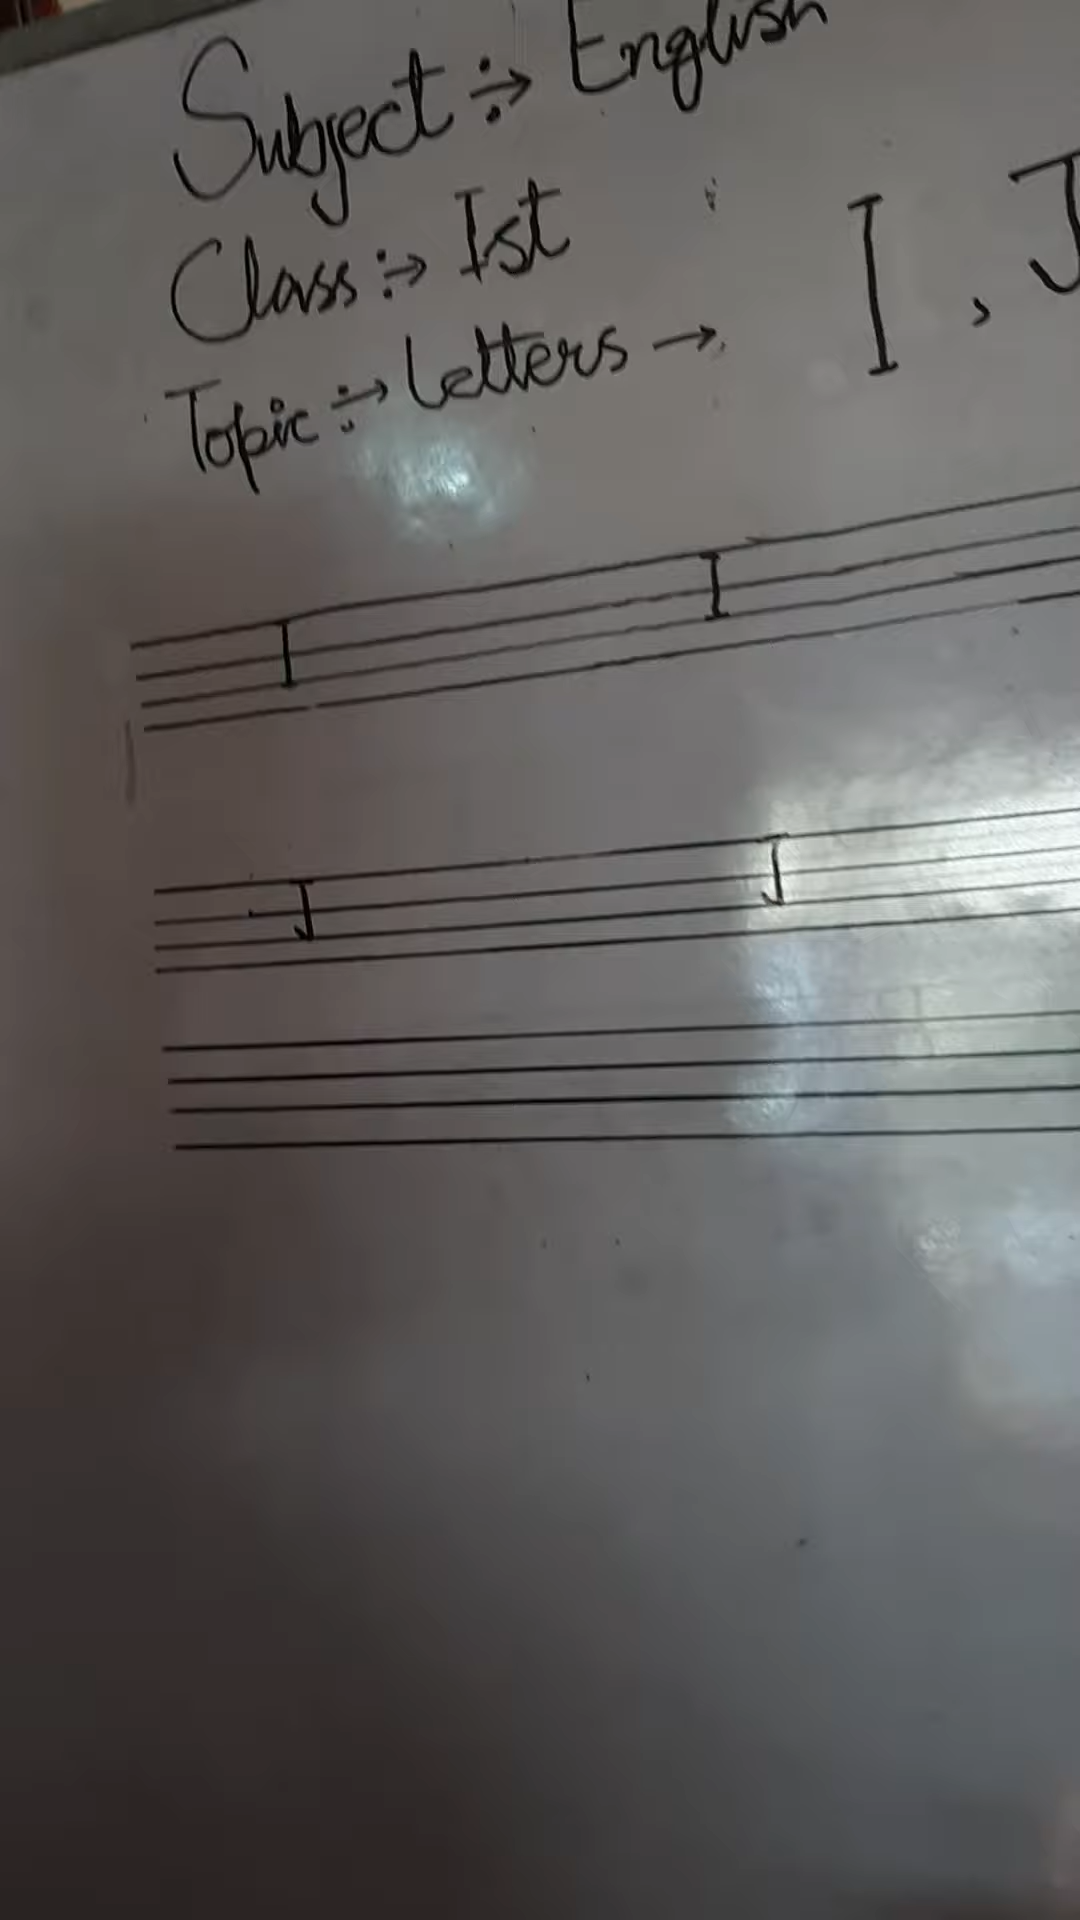 Subject :→ English
Class :→ Ist
Topic :→ Letters → I, J
I I
J J